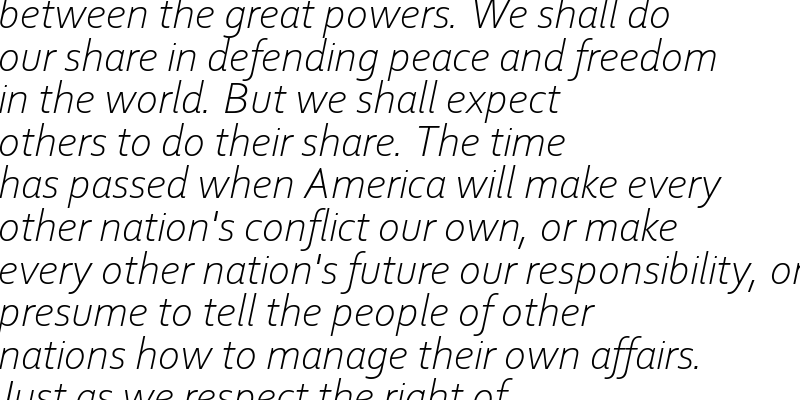 between the great powers. We shall do
our share in defending peace and freedom
in the world. But we shall expect
others to do their share. The time
has passed when America will make every
other nation's conflict our own, or make
every other nation's future our responsibility, or
presume to tell the people of other
nations how to manage their own affairs.
Just as we respect the right of